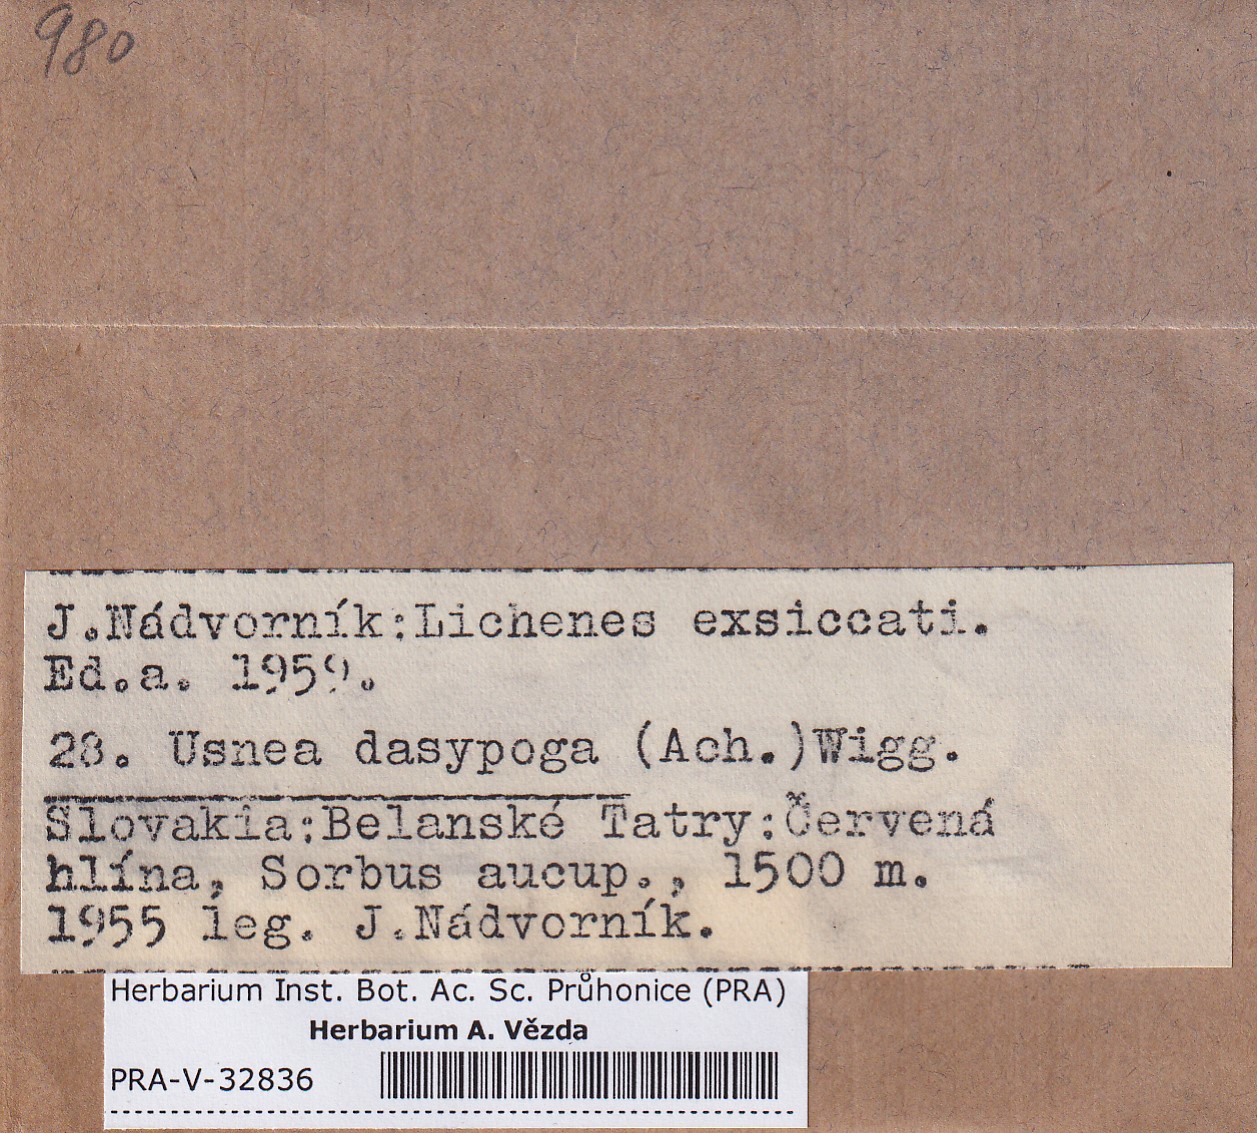 980
J.Nádvorník:Lichenes exsiccati.
Ed.a. 1959.
28. Usnea dasypoga (Ach.)Wigg.
Slovakia:Belanské Tatry:Červená
hlína, Sorbus aucup., 1500 m.
1955 leg. J.Nádvorník.
Herbarium Inst. Bot. Ac. Sc. Průhonice (PRA)
Herbarium A. Vězda
PRA-V-32836